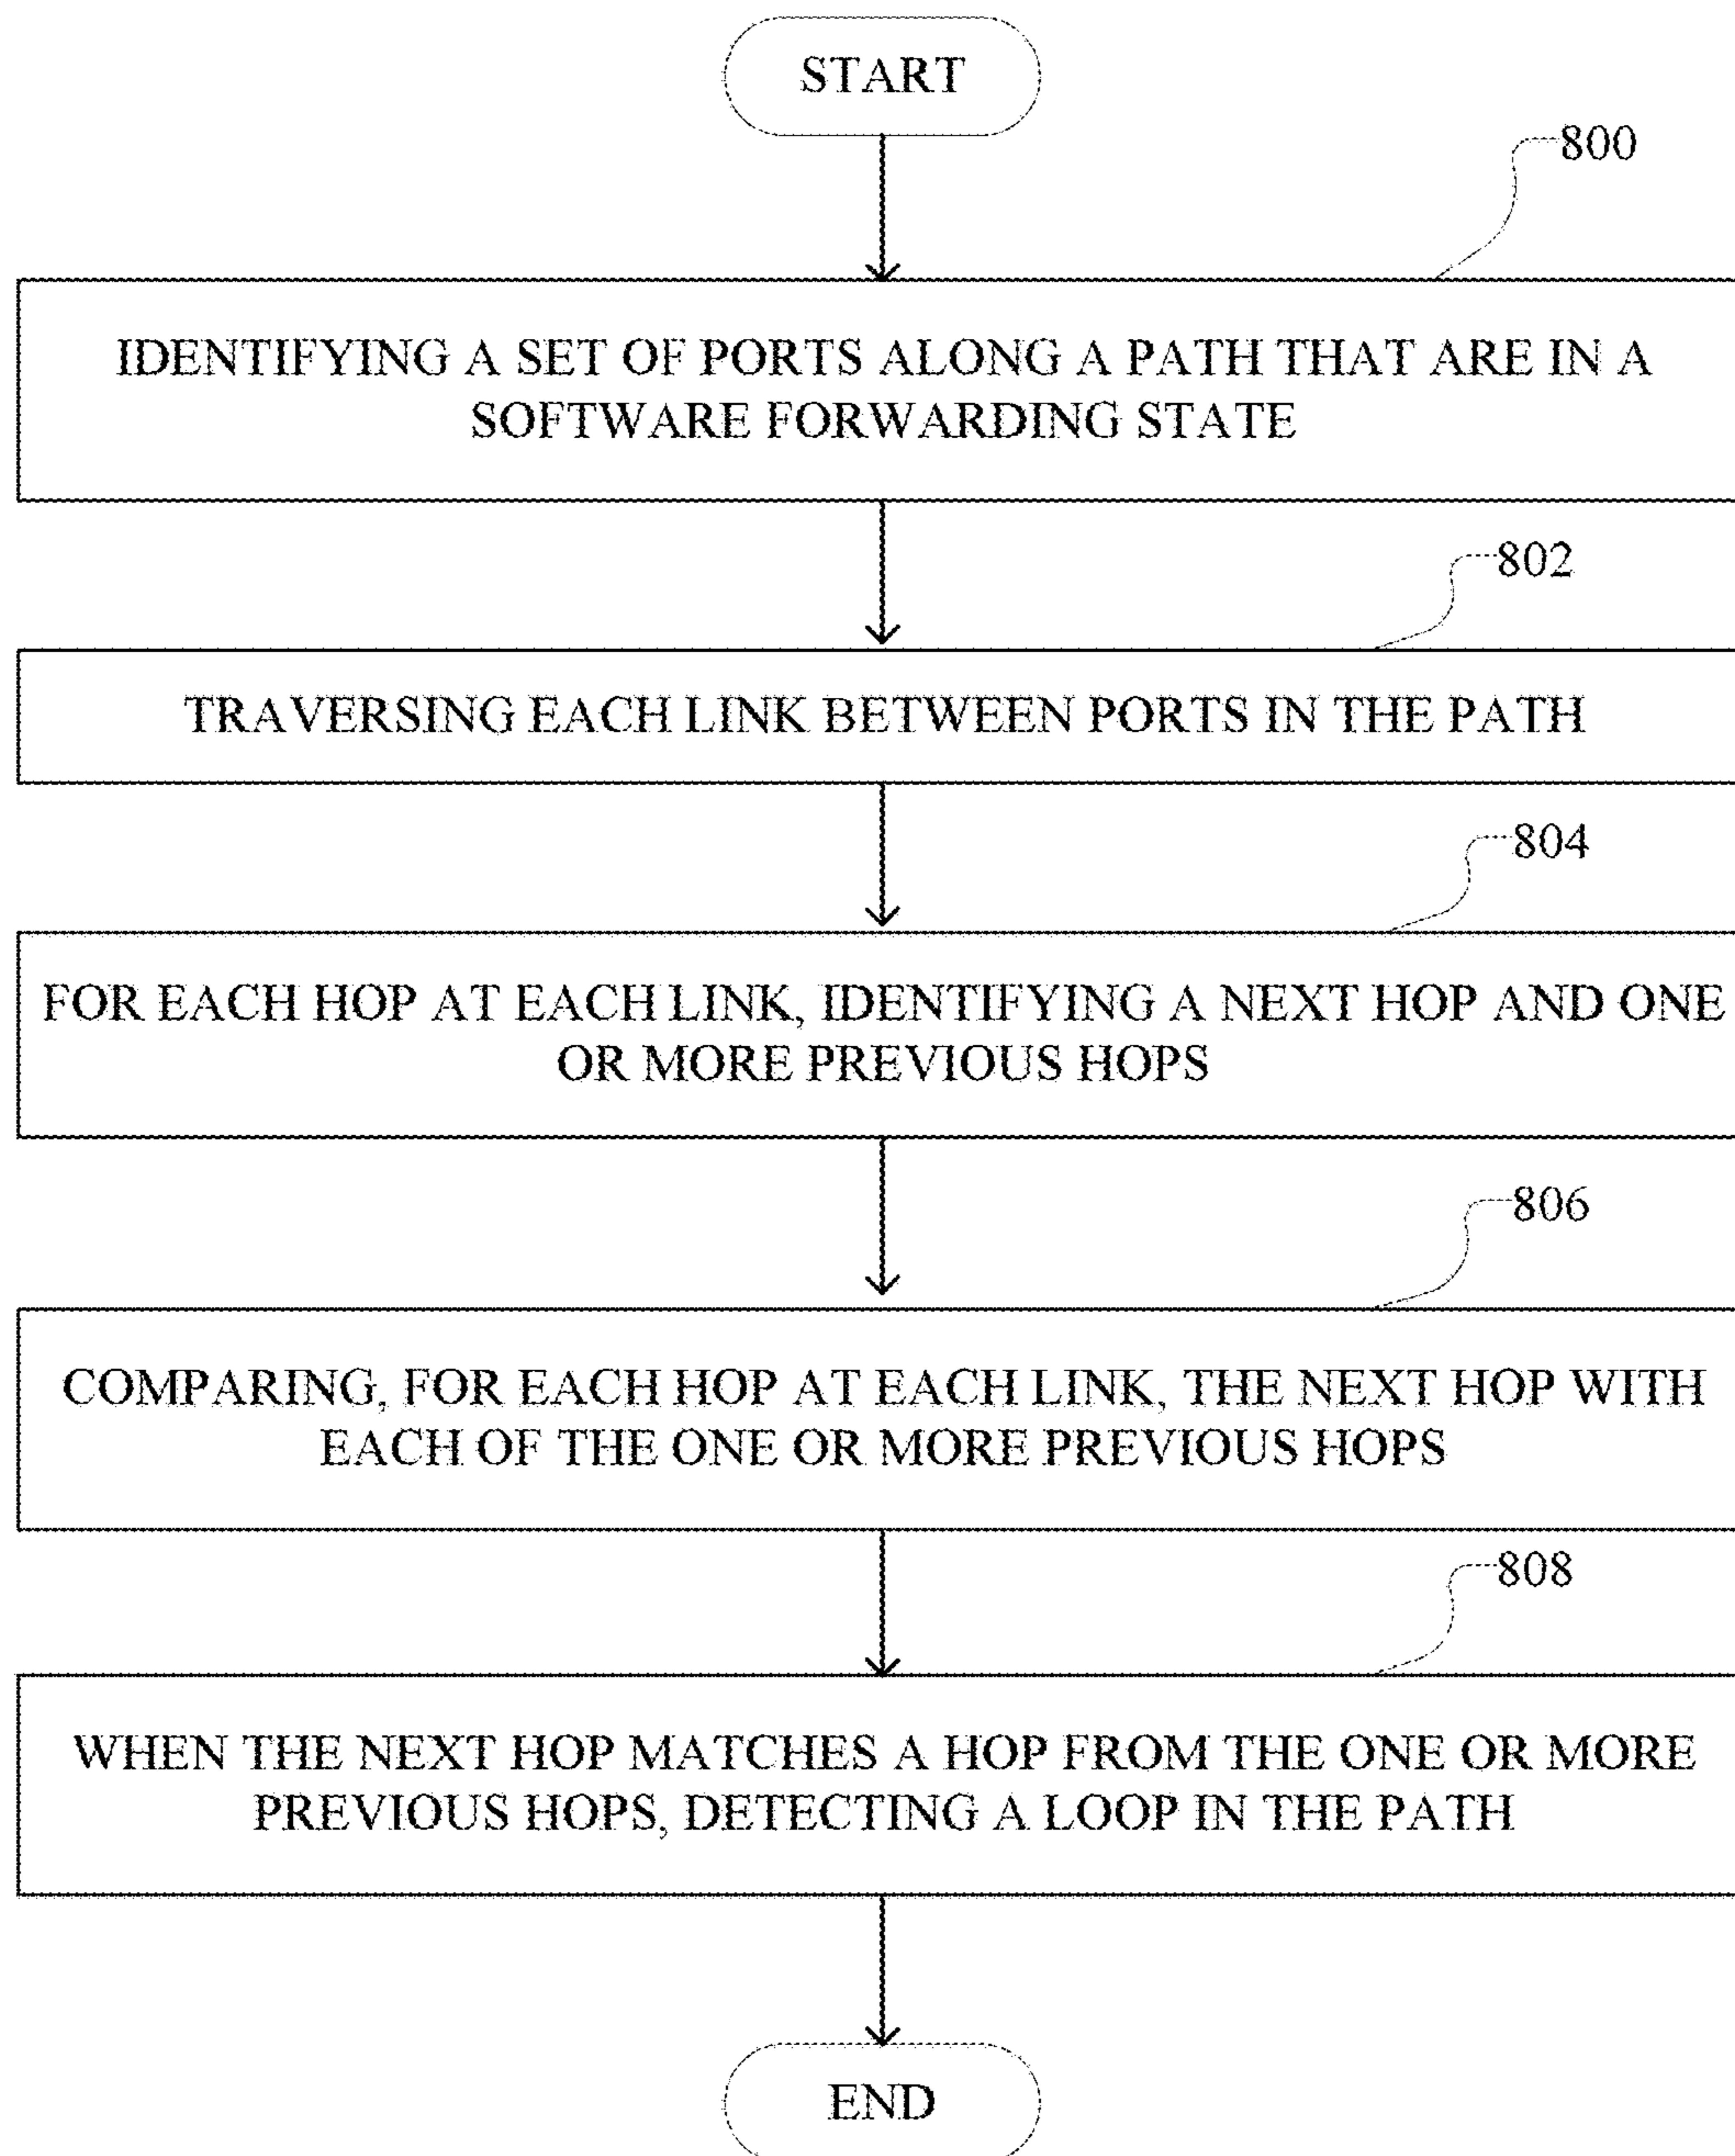 START
800
IDENTIFYING A SET OF PORTS ALONG A PATH THAT ARE IN A
SOFTWARE FORWARDING STATE
802
TRAVERSING EACH LINK BETWEEN PORTS IN THE PATH
804
FOR EACH HOP AT EACH LINK, IDENTIFYING A NEXT HOP AND ONE
OR MORE PREVIOUS HOPS
806
COMPARING, FOR EACH HOP AT EACH LINK, THE NEXT HOP WITH
EACH OF THE ONE OR MORE PREVIOUS HOPS
808
WHEN THE NEXT HOP MATCHES A HOP FROM THE ONE OR MORE
PREVIOUS HOPS, DETECTING A LOOP IN THE PATH
END